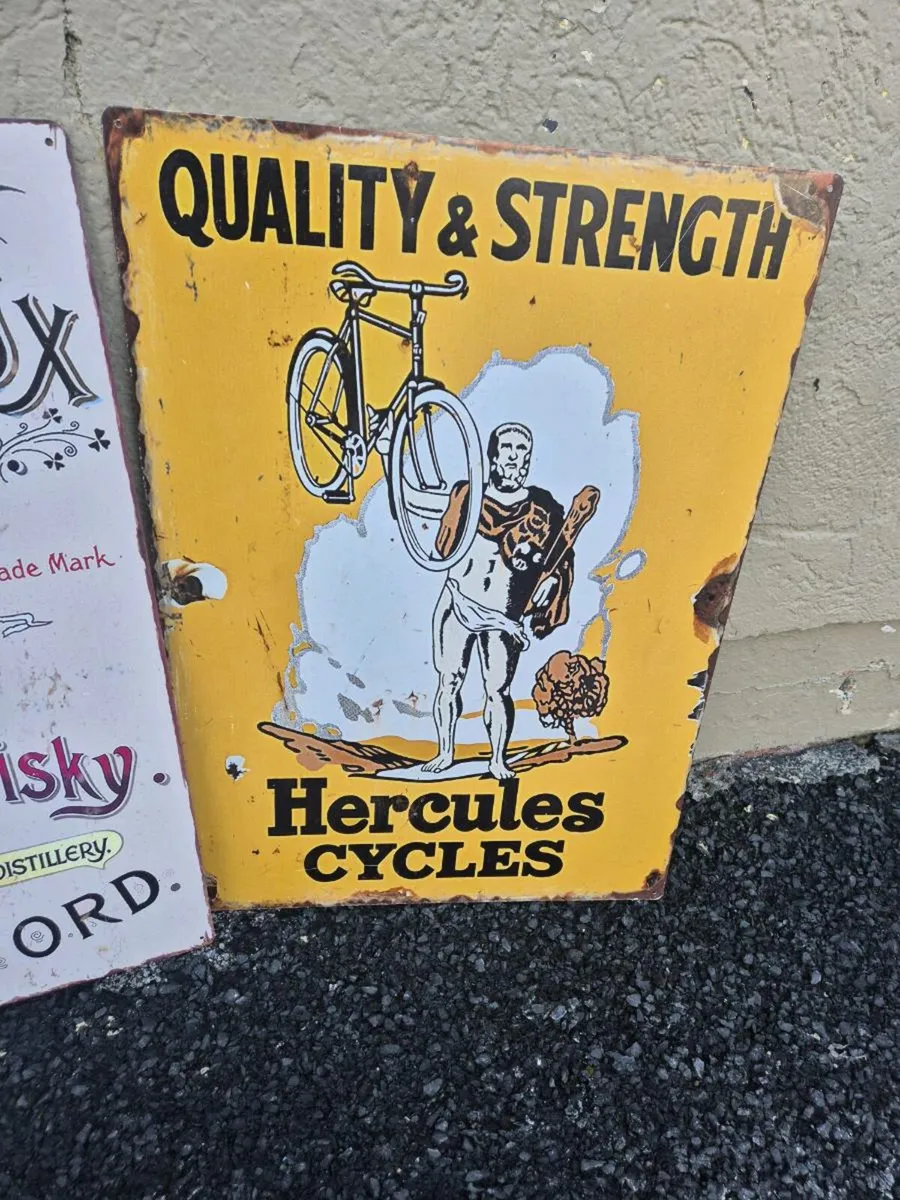 QUALITY & STRENGTH
Hercules
CYCLES
ade Mark
isky.
DISTILLERY.
ORD.